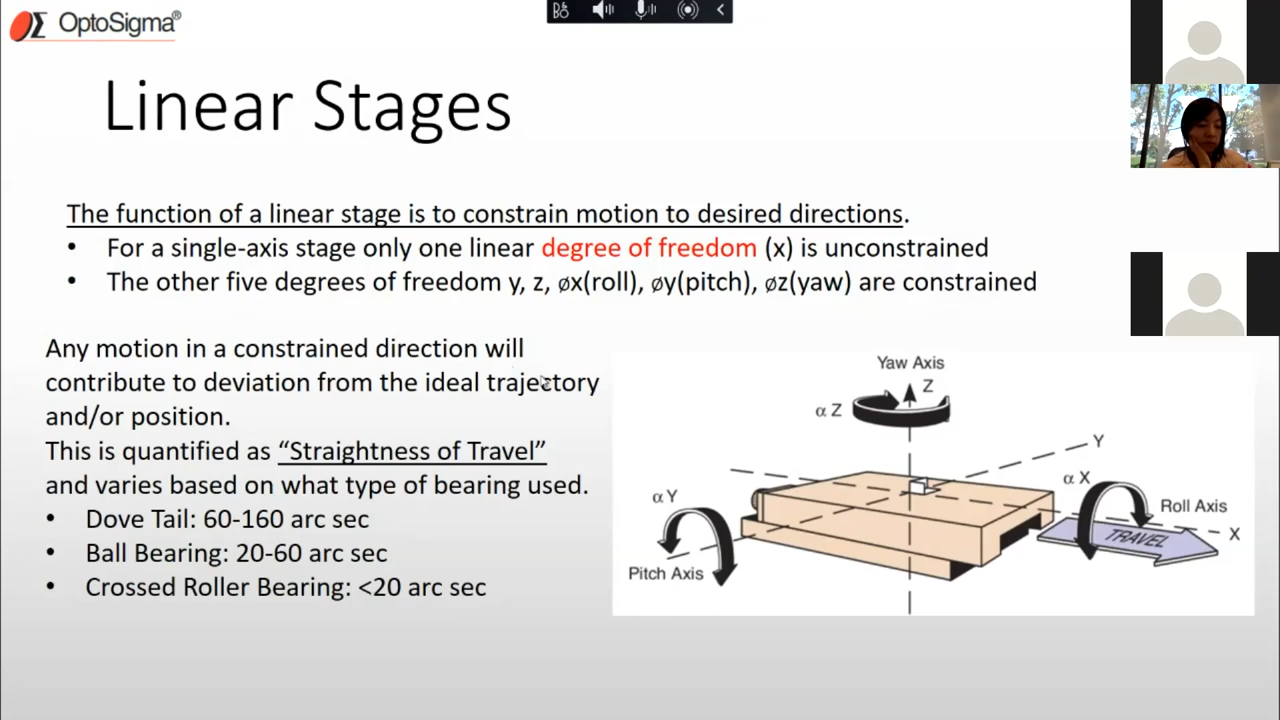 OptoSigma®
Linear Stages
The function of a linear stage is to constrain motion to desired directions.
• For a single-axis stage only one linear degree of freedom (x) is unconstrained
• The other five degrees of freedom y, z, øx(roll), øy(pitch), øz(yaw) are constrained
Any motion in a constrained direction will
contribute to deviation from the ideal trajectory
and/or position.
This is quantified as “Straightness of Travel”
and varies based on what type of bearing used.
• Dove Tail: 60-160 arc sec
• Ball Bearing: 20-60 arc sec
• Crossed Roller Bearing: <20 arc sec
Yaw Axis
Z
α Z
Y
α X
α Y
Roll Axis
X
TRAVEL
Pitch Axis